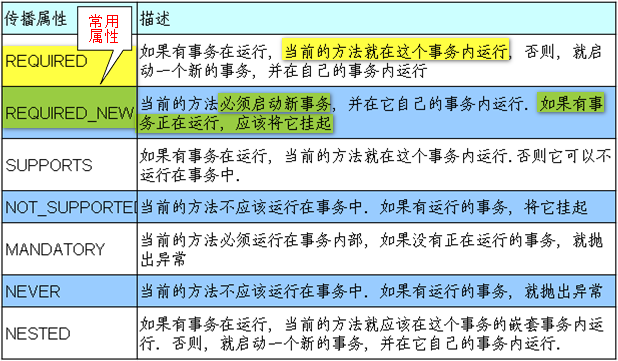 传播属性
描述
常用
属性
REQUIRED
如果有事务在运行, 当前的方法就在这个事务内运行, 否则, 就启
动一个新的事务, 并在自己的事务内运行
REQUIRED_NEW
当前的方法必须启动新事务, 并在它自己的事务内运行. 如果有事
务正在运行, 应该将它挂起
SUPPORTS
如果有事务在运行, 当前的方法就在这个事务内运行. 否则它可以不
运行在事务中.
NOT_SUPPORTED
当前的方法不应该运行在事务中. 如果有运行的事务, 将它挂起
MANDATORY
当前的方法必须运行在事务内部, 如果没有正在运行的事务, 就抛
出异常
NEVER
当前的方法不应该运行在事务中. 如果有运行的事务, 就抛出异常
NESTED
如果有事务在运行, 当前的方法就应该在这个事务的嵌套事务内运
行. 否则, 就启动一个新的事务, 并在它自己的事务内运行.